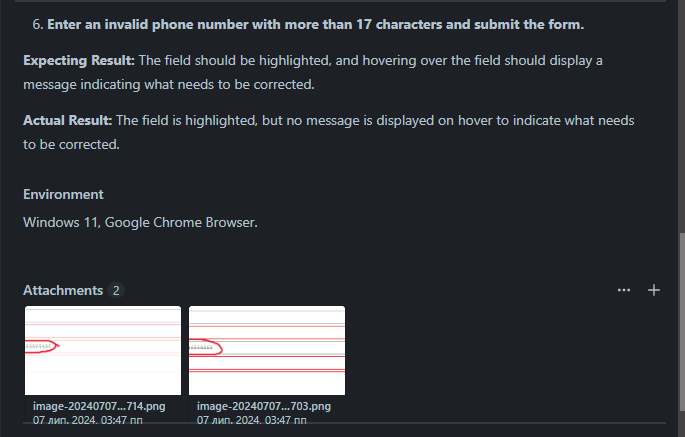 6. Enter an invalid phone number with more than 17 characters and submit the form.
Expecting Result: The field should be highlighted, and hovering over the field should display a
message indicating what needs to be corrected.
Actual Result: The field is highlighted, but no message is displayed on hover to indicate what needs
to be corrected.
Environment
Windows 11, Google Chrome Browser.
Attachments 2
image-20240707...714.png
07 лип. 2024, 03:47 пп
image-20240707...703.png
07 лип. 2024, 03:47 пп